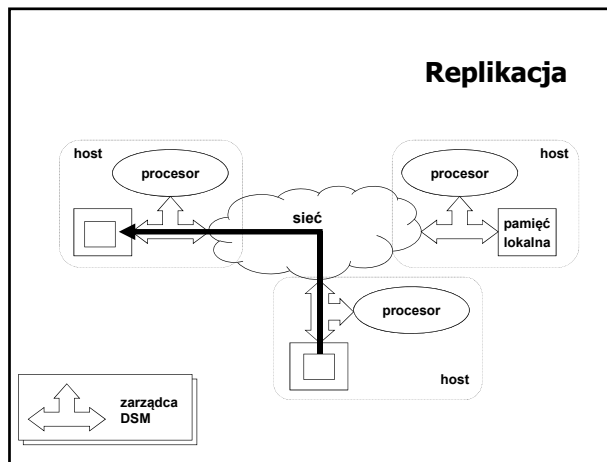 Replikacja
host
procesor
sieć
host
procesor
pamięć
lokalna
procesor
host
zarządca
DSM